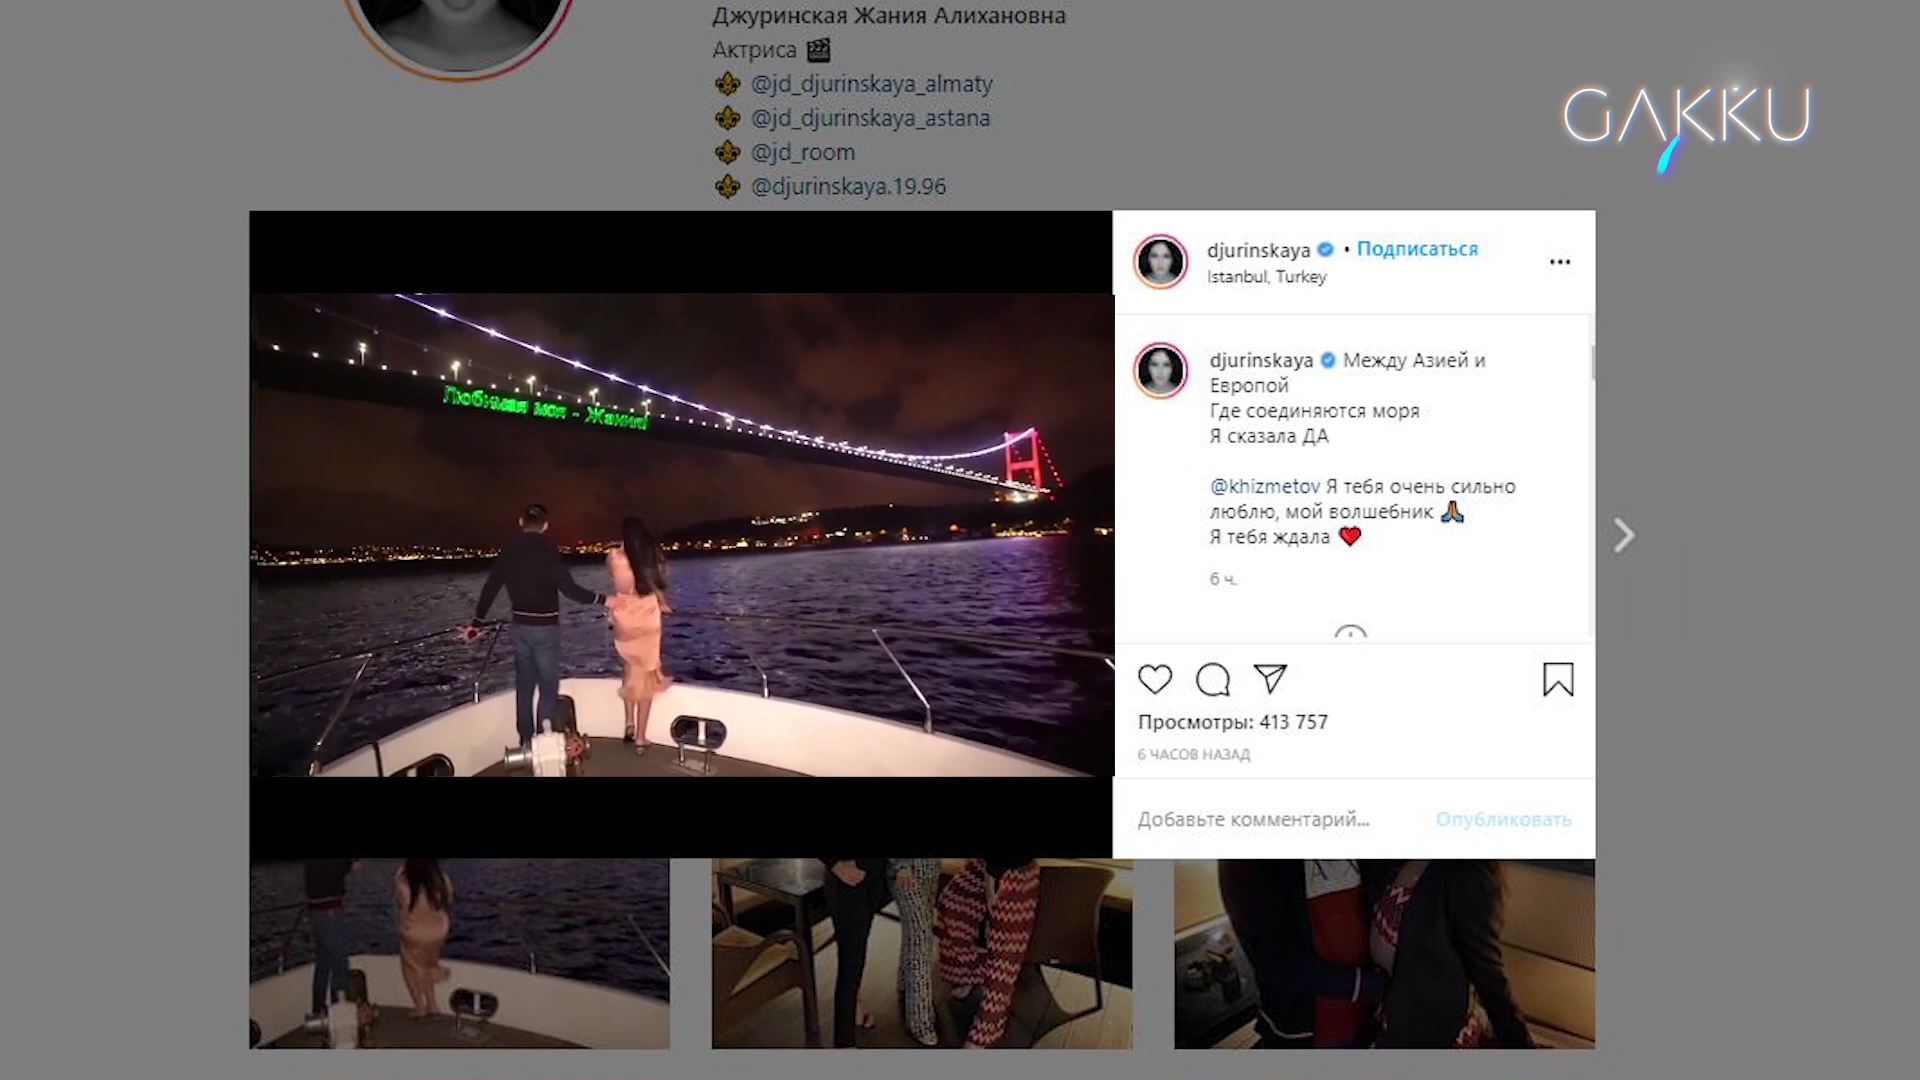 Джуринская Жания Алихановна
Актриса
@jd_djurinskaya_almaty
@jd_djurinskaya_astana
@jd_room
@djurinskaya.19.96
GAKKU
djurinskaya • Подписаться
Istanbul, Turkey
djurinskaya Между Азией и
Европой
Где соединяются моря
Я сказала ДА
@khizmetov Я тебя очень сильно
люблю, мой волшебник
Я тебя ждала
6 ч.
Любимая моя - Жания!
Просмотры: 413 757
6 ЧАСОВ НАЗАД
Добавьте комментарий... Опубликовать